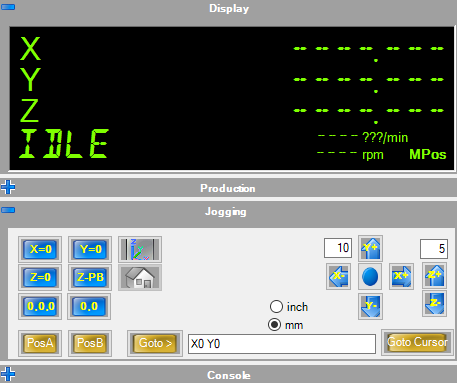 Display
X -- -- -- -- . -- -- --
Y -- -- -- -- . -- -- --
Z -- -- -- -- . -- -- --
IDLE
---- ???/min
---- rpm MPos
Production
Jogging
X=0 Y=0 Z
10 Y+ 5
Z=0 Z-PB
X- X+ Z+
0,0,0 0,0
Y- Z-
inch
mm
PosA PosB Goto > X0 Y0 Goto Cursor
Console